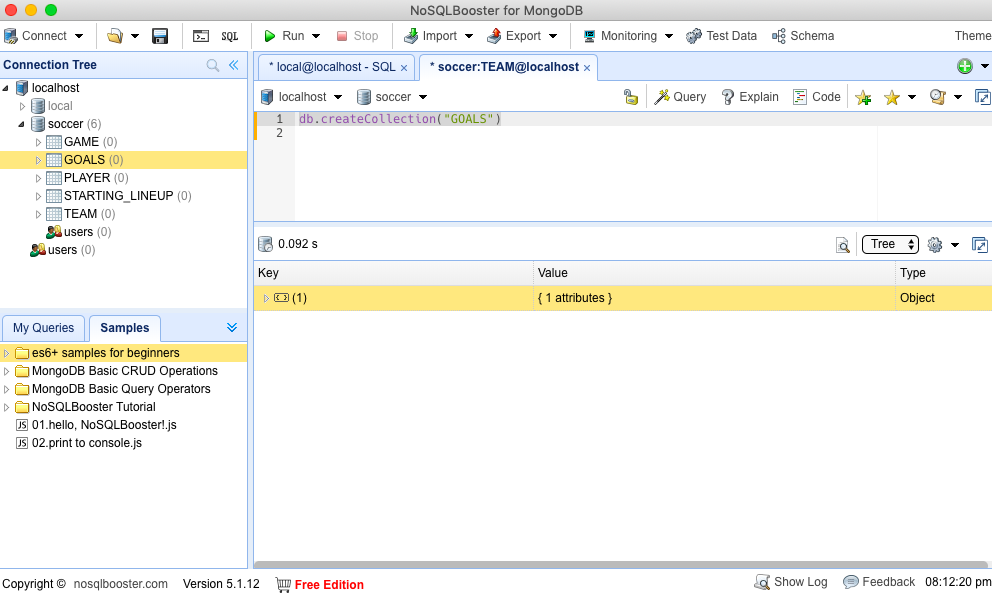 NoSQLBooster for MongoDB
Connect SQL Run Stop Import Export Monitoring Test Data Schema Theme
Connection Tree
localhost
local
soccer (6)
GAME (0)
GOALS (0)
PLAYER (0)
STARTING_LINEUP (0)
TEAM (0)
users (0)
users (0)
My Queries Samples
es6+ samples for beginners
MongoDB Basic CRUD Operations
MongoDB Basic Query Operators
NoSQLBooster Tutorial
JS 01.hello, NoSQLBooster!.js
JS 02.print to console.js
* local@localhost - SQL × * soccer:TEAM@localhost ×
localhost soccer Query Explain Code
1 db.createCollection("GOALS")
2
0.092 s Tree
Key Value Type
(1) { 1 attributes } Object
Copyright © nosqlbooster.com Version 5.1.12 Free Edition Show Log Feedback 08:12:20 pm